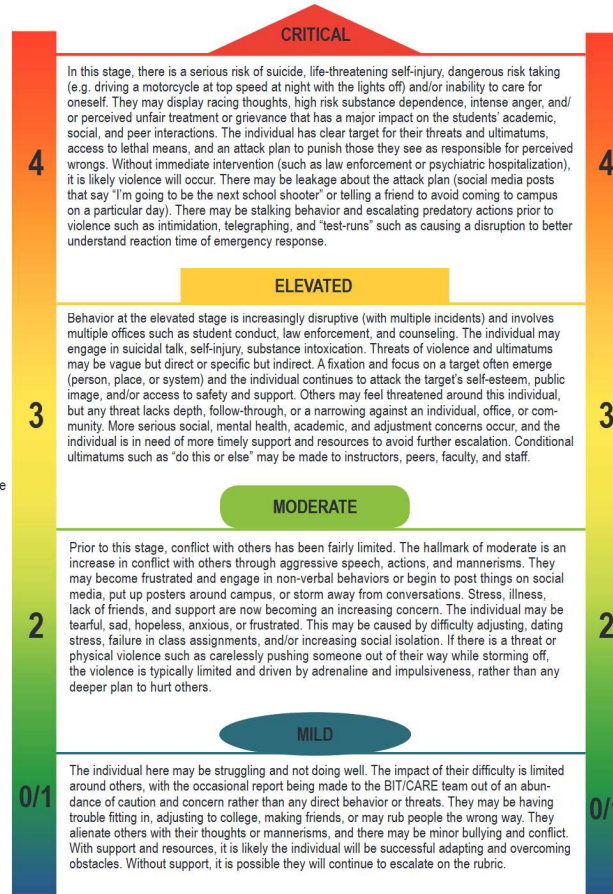 CRITICAL
In this stage, there is a serious risk of suicide, life-threatening self-injury, dangerous risk taking
(e.g. driving a motorcycle at top speed at night with the lights off) and/or inability to care for
oneself. They may display racing thoughts, high risk substance dependence, intense anger, and/
or perceived unfair treatment or grievance that has a major impact on the students' academic,
social, and peer interactions. The individual has clear target for their threats and ultimatums,
access to lethal means, and an attack plan to punish those they see as responsible for perceived
wrongs. Without immediate intervention (such as law enforcement or psychiatric hospitalization),
it is likely violence will occur. There may be leakage about the attack plan (social media posts
that say "I'm going to be the next school shooter" or telling a friend to avoid coming to campus
on a particular day). There may be stalking behavior and escalating predatory actions prior to
violence such as intimidation, telegraphing, and "test-runs" such as causing a disruption to better
understand reaction time of emergency response.
4
4
ELEVATED
Behavior at the elevated stage is increasingly disruptive (with multiple incidents) and involves
multiple offices such as student conduct, law enforcement, and counseling. The individual may
engage in suicidal talk, self-injury, substance intoxication. Threats of violence and ultimatums
may be vague but direct or specific but indirect. A fixation and focus on a target often emerge
(person, place, or system) and the individual continues to attack the target's self-esteem, public
image, and/or access to safety and support. Others may feel threatened around this individual,
but any threat lacks depth, follow-through, or a narrowing against an individual, office, or com-
munity. More serious social, mental health, academic, and adjustment concerns occur, and the
individual is in need of more timely support and resources to avoid further escalation. Conditional
ultimatums such as "do this or else" may be made to instructors, peers, faculty, and staff.
3
3
e
MODERATE
Prior to this stage, conflict with others has been fairly limited. The hallmark of moderate is an
increase in conflict with others through aggressive speech, actions, and mannerisms. They
may become frustrated and engage in non-verbal behaviors or begin to post things on social
media, put up posters around campus, or storm away from conversations. Stress, illness,
lack of friends, and support are now becoming an increasing concern. The individual may be
tearful, sad, hopeless, anxious, or frustrated. This may be caused by difficulty adjusting, dating
stress, failure in class assignments, and/or increasing social isolation. If there is a threat or
physical violence such as carelessly pushing someone out of their way while storming off,
the violence is typically limited and driven by adrenaline and impulsiveness, rather than any
deeper plan to hurt others.
2
2
MILD
The individual here may be struggling and not doing well. The impact of their difficulty is limited
around others, with the occasional report being made to the BIT/CARE team out of an abun-
dance of caution and concern rather than any direct behavior or threats. They may be having
trouble fitting in, adjusting to college, making friends, or may rub people the wrong way. They
alienate others with their thoughts or mannerisms, and there may be minor bullying and conflict.
With support and resources, it is likely the individual will be successful adapting and overcoming
obstacles. Without support, it is possible they will continue to escalate on the rubric.
0/1
0/